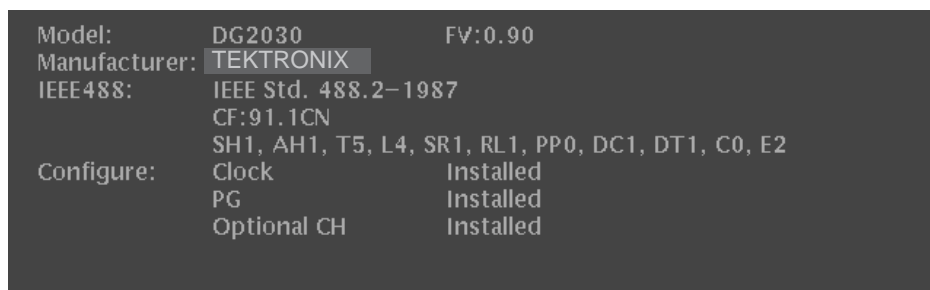 Model: DG2030 FV:0.90
Manufacturer: TEKTRONIX
IEEE488: IEEE Std. 488.2-1987
CF:91.1CN
SH1, AH1, T5, L4, SR1, RL1, PP0, DC1, DT1, C0, E2
Configure: Clock Installed
PG Installed
Optional CH Installed